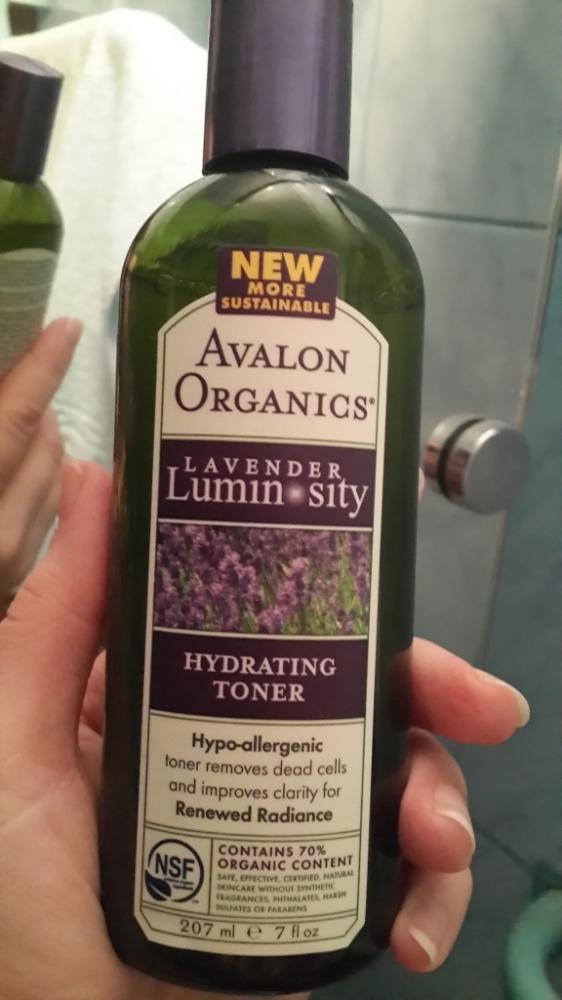 NEW
MORE
SUSTAINABLE
AVALON
ORGANICS®
LAVENDER
Luminosity
HYDRATING
TONER
Hypo-allergenic
toner removes dead cells
and improves clarity for
Renewed Radiance
NSF
CONTAINS 70%
ORGANIC CONTENT
SAFE, EFFECTIVE, CERTIFIED, NATURAL
SKINCARE WITHOUT SYNTHETIC
FRAGRANCES, PHTHALATES, HARSH
SULFATES OR PARABENS
207 ml ℮ 7 fl oz